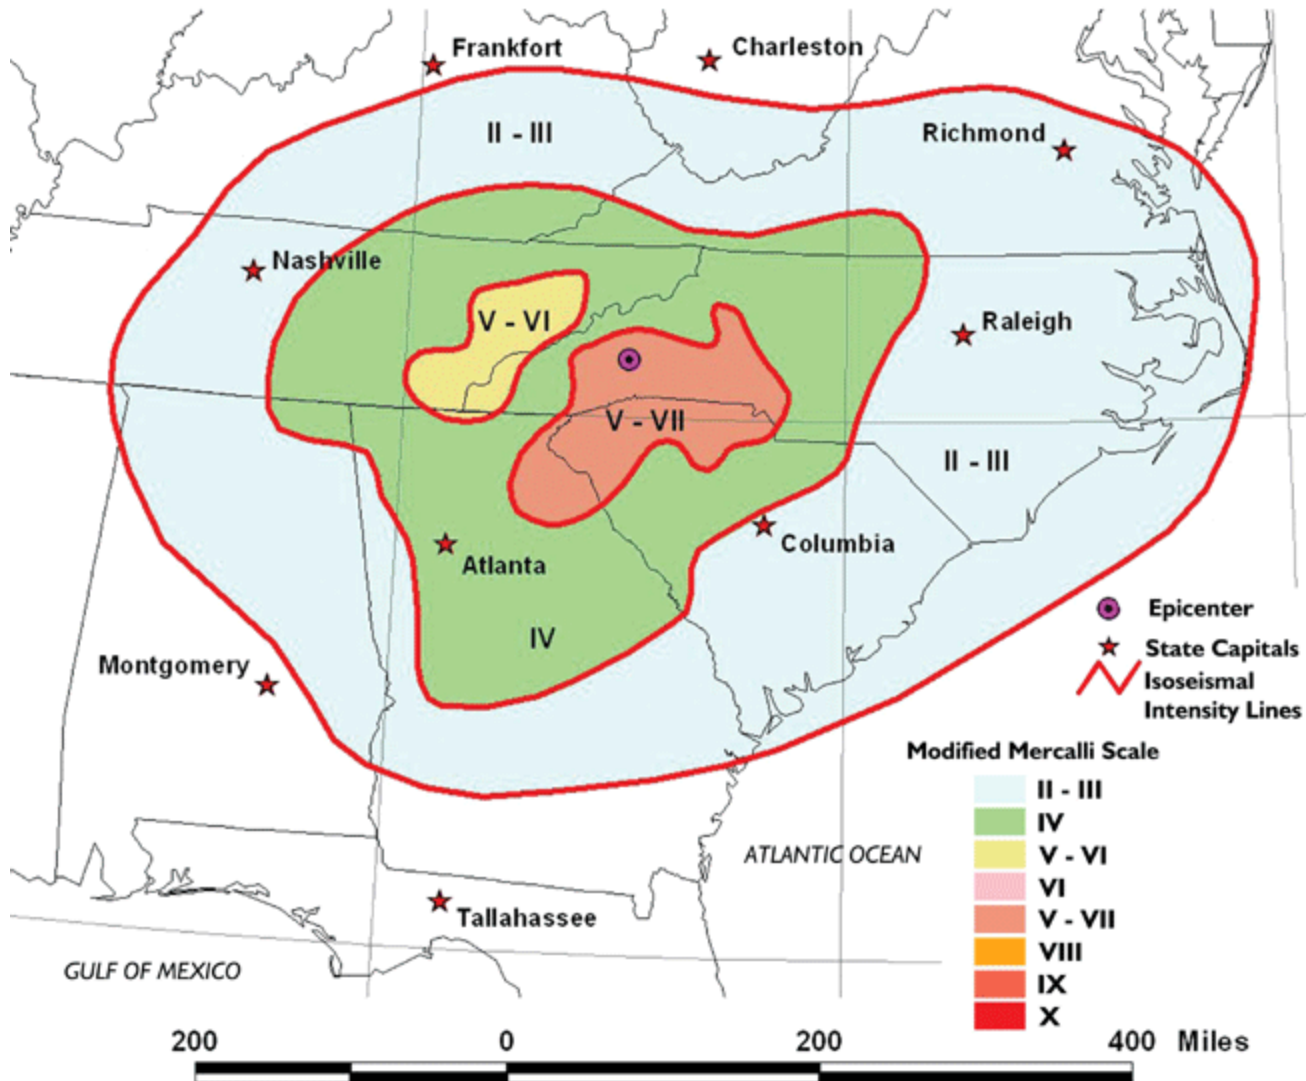 Frankfort
Charleston
II - III
Richmond
Nashville
V - VI
Raleigh
V - VII
II - III
Columbia
Atlanta
IV
Montgomery
Epicenter
State Capitals
Isoseismal
Intensity Lines
Modified Mercalli Scale
II - III
IV
V - VI
VI
V - VII
VIII
IX
X
ATLANTIC OCEAN
Tallahassee
GULF OF MEXICO
200 0 200 400 Miles